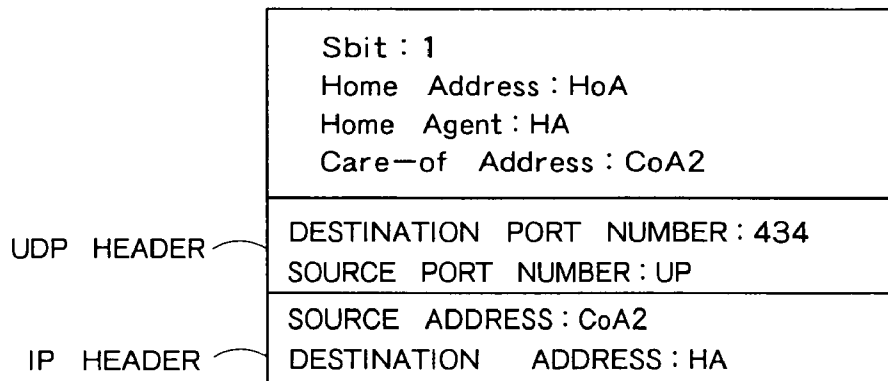 Sbit : 1
Home Address : HoA
Home Agent : HA
Care-of Address : CoA2
UDP HEADER
DESTINATION PORT NUMBER : 434
SOURCE PORT NUMBER : UP
IP HEADER
SOURCE ADDRESS : CoA2
DESTINATION ADDRESS : HA